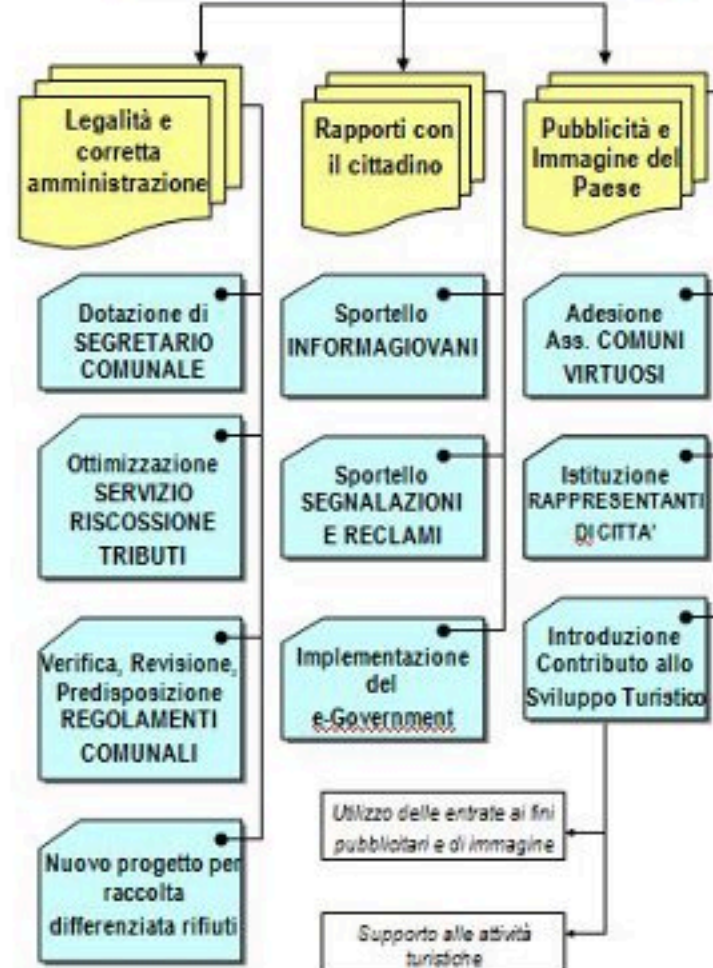 Legalità e
corretta
amministrazione
Rapporti con
il cittadino
Pubblicità e
Immagine del
Paese
Dotazione di
SEGRETARIO
COMUNALE
Sportello
INFORMAGIOVANI
Adesione
Ass. COMUNI
VIRTUOSI
Ottimizzazione
SERVIZIO
RISCOSSIONE
TRIBUTI
Sportello
SEGNALAZIONI
E RECLAMI
Istituzione
RAPPRESENTANTI
DI CITTA'
Verifica, Revisione,
Predisposizione
REGOLAMENTI
COMUNALI
Implementazione
del
e-Government
Introduzione
Contributo allo
Sviluppo Turistico
Nuovo progetto per
raccolta
differenziata rifiuti
Utilizzo delle entrate ai fini
pubblicitari e di immagine
Supporto alle attività
turistiche